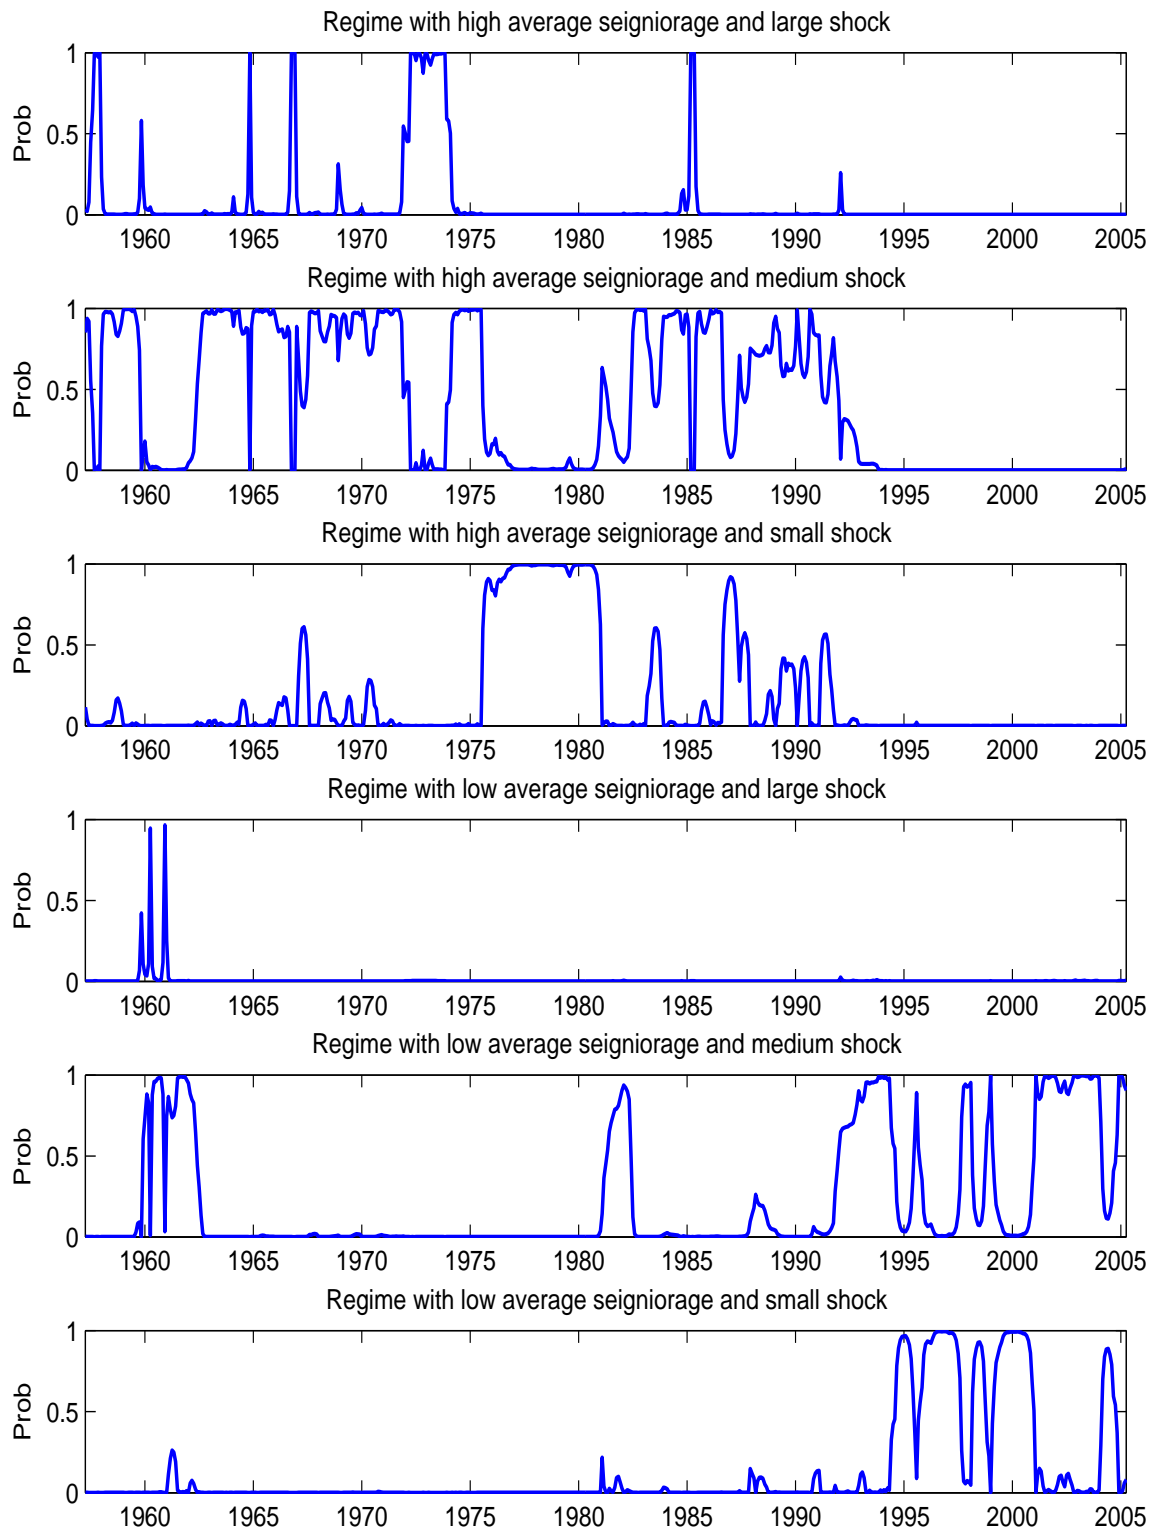 Regime with high average seigniorage and large shock
1
0.5
0
Prob
1960 1965 1970 1975 1980 1985 1990 1995 2000 2005
Regime with high average seigniorage and medium shock
1
0.5
0
Prob
1960 1965 1970 1975 1980 1985 1990 1995 2000 2005
Regime with high average seigniorage and small shock
1
0.5
0
Prob
1960 1965 1970 1975 1980 1985 1990 1995 2000 2005
Regime with low average seigniorage and large shock
1
0.5
0
Prob
1960 1965 1970 1975 1980 1985 1990 1995 2000 2005
Regime with low average seigniorage and medium shock
1
0.5
0
Prob
1960 1965 1970 1975 1980 1985 1990 1995 2000 2005
Regime with low average seigniorage and small shock
1
0.5
0
Prob
1960 1965 1970 1975 1980 1985 1990 1995 2000 2005